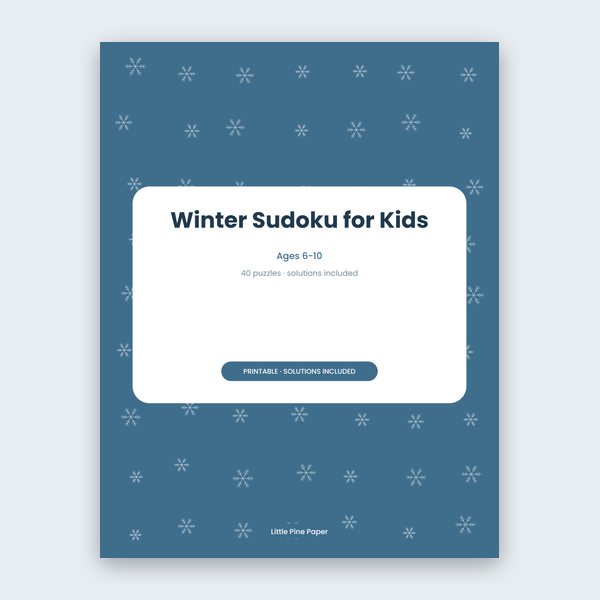 Winter Sudoku for Kids
Ages 6-10
40 puzzles · solutions included
PRINTABLE · SOLUTIONS INCLUDED
Little Pine Paper